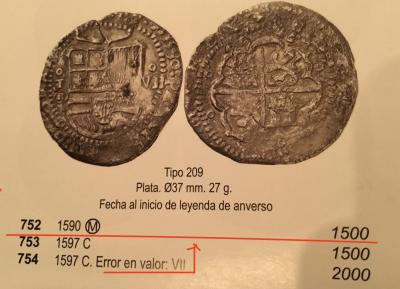 Tipo 209
Plata. Ø37 mm. 27 g.
Fecha al inicio de leyenda de anverso
752 1590 Ⓜ 1500
753 1597 C 1500
754 1597 C. Error en valor: VII 2000